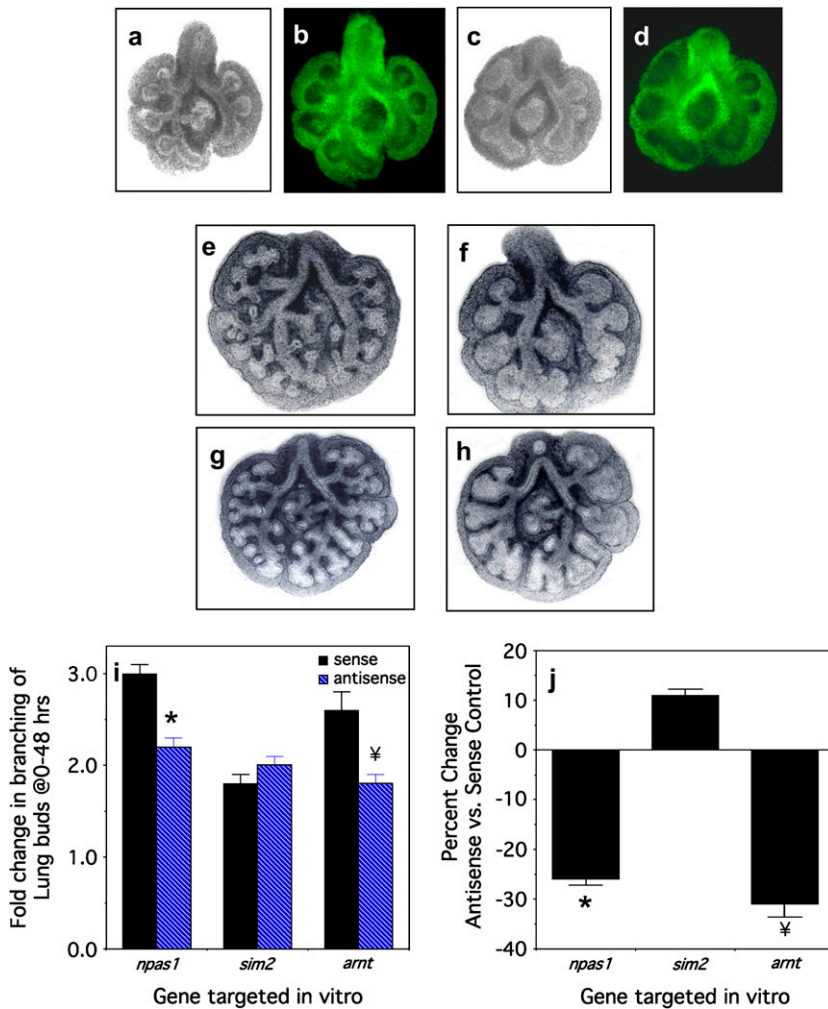 a
b
c
d
e
f
g
h
i
sense
antisense
3.0
2.0
1.0
0.0
*
¥
Fold change in branching of
Lung buds @0-48 hrs
npas1 sim2 arnt
Gene targeted in vitro
j
20
10
0
-10
-20
-30
-40
*
¥
Percent Change
Antisense vs. Sense Control
npas1 sim2 arnt
Gene targeted in vitro